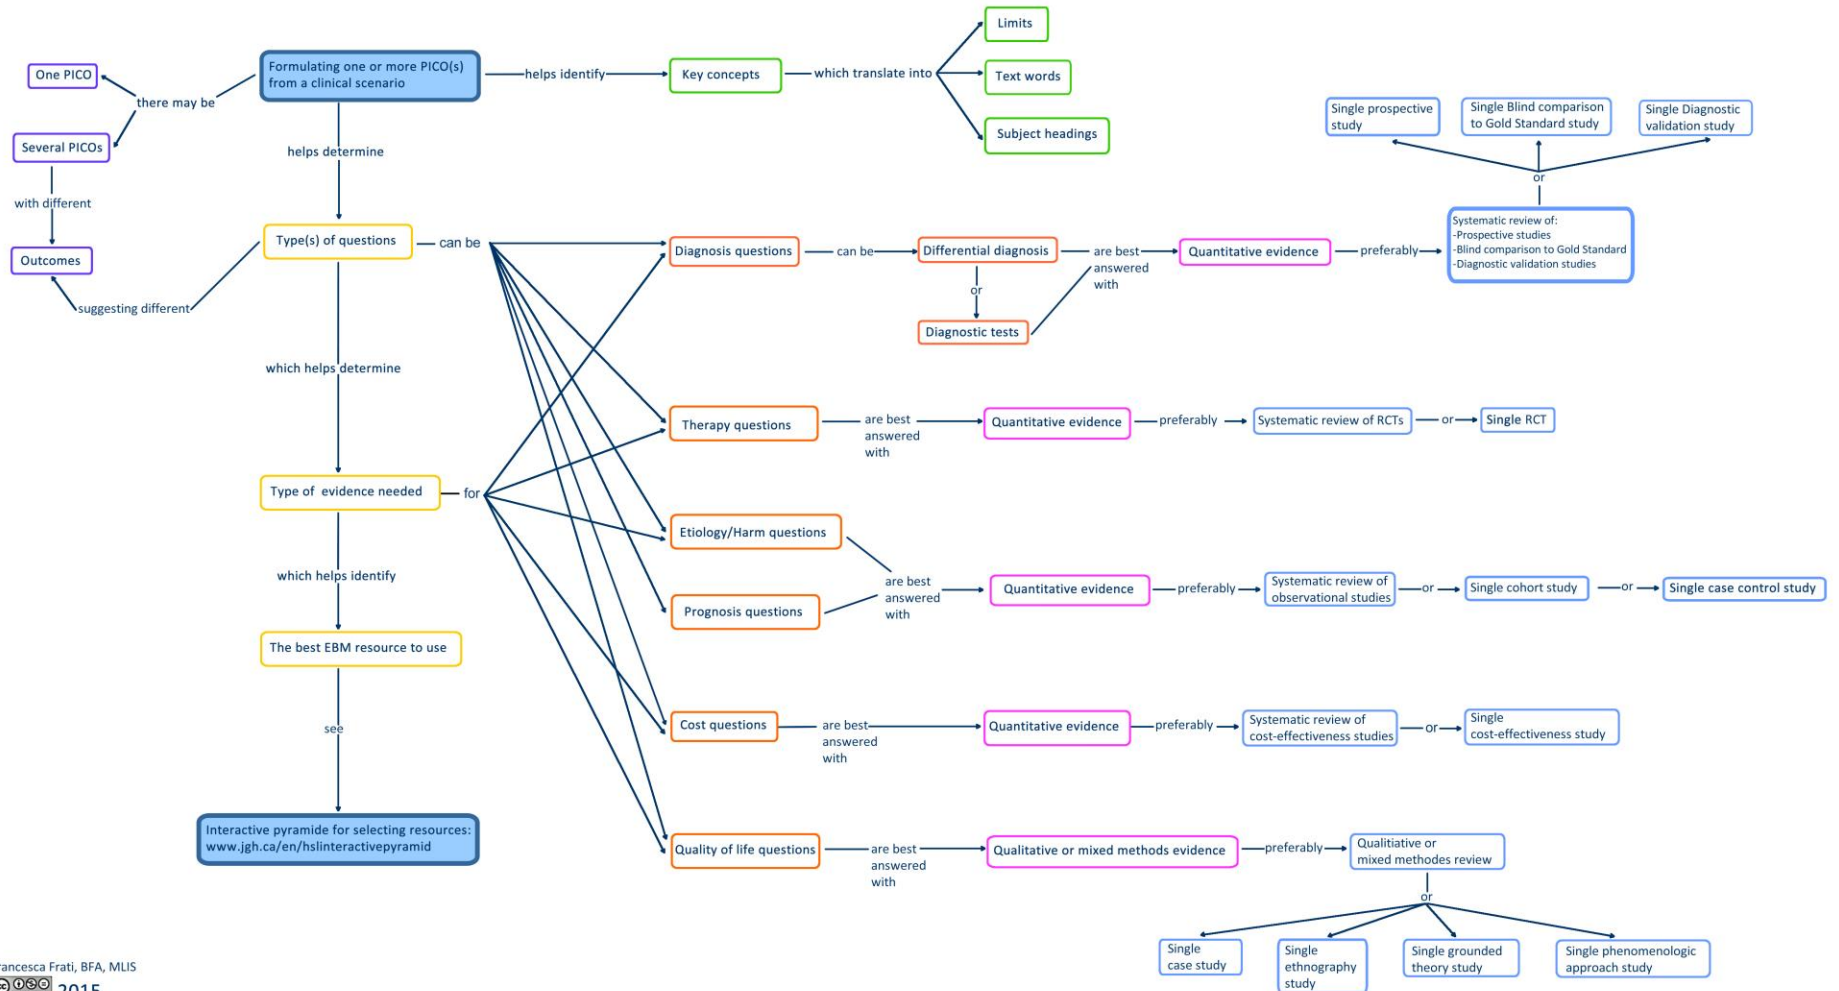 Limits
One PICO
Formulating one or more PICO(s)
from a clinical scenario
helps identify
Key concepts
which translate into
Text words
there may be
Subject headings
Several PICOs
helps determine
with different
Outcomes
suggesting different
Type(s) of questions
can be
Diagnosis questions
can be
Differential diagnosis
or
Diagnostic tests
are best
answered
with
Quantitative evidence
preferably
Systematic review of:
-Prospective studies
-Blind comparison to Gold Standard
-Diagnostic validation studies
or
Single prospective
study
Single Blind comparison
to Gold Standard study
Single Diagnostic
validation study
which helps determine
Therapy questions
are best
answered
with
Quantitative evidence
preferably
Systematic review of RCTs
or
Single RCT
Type of evidence needed
for
Etiology/Harm questions
Prognosis questions
are best
answered
with
Quantitative evidence
preferably
Systematic review of
observational studies
or
Single cohort study
or
Single case control study
which helps identify
The best EBM resource to use
see
Interactive pyramide for selecting resources:
www.jgh.ca/en/hslinteractivepyramid
Cost questions
are best
answered
with
Quantitative evidence
preferably
Systematic review of
cost-effectiveness studies
or
Single
cost-effectiveness study
Quality of life questions
are best
answered
with
Qualitative or mixed methods evidence
preferably
Qualitiative or
mixed methodes review
or
Single
case study
Single
ethnography
study
Single grounded
theory study
Single phenomenologic
approach study
rancesca Frati, BFA, MLIS
cc
2015